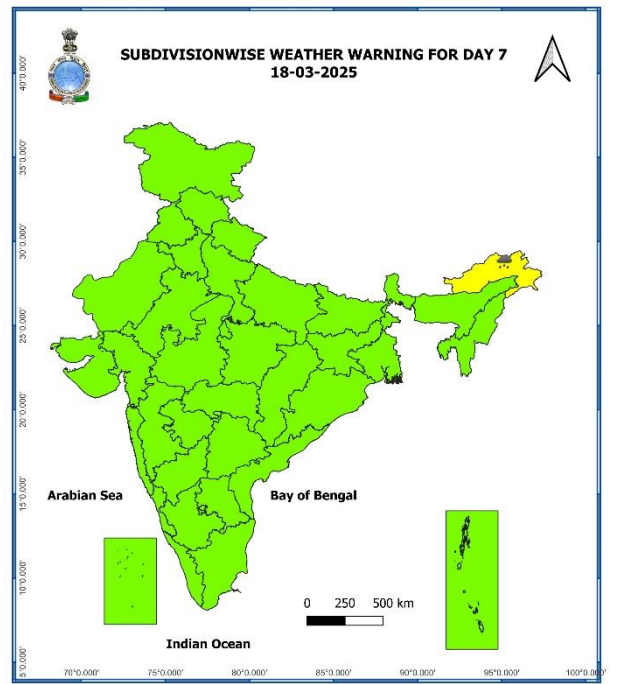 SUBDIVISIONWISE WEATHER WARNING FOR DAY 7
18-03-2025
40°0.000'
35°0.000'
30°0.000'
25°0.000'
20°0.000'
15°0.000'
10°0.000'
5°0.000'
Arabian Sea
Bay of Bengal
0 250 500 km
Indian Ocean
70°0.000' 75°0.000' 80°0.000' 85°0.000' 90°0.000' 95°0.000' 100°0.000'